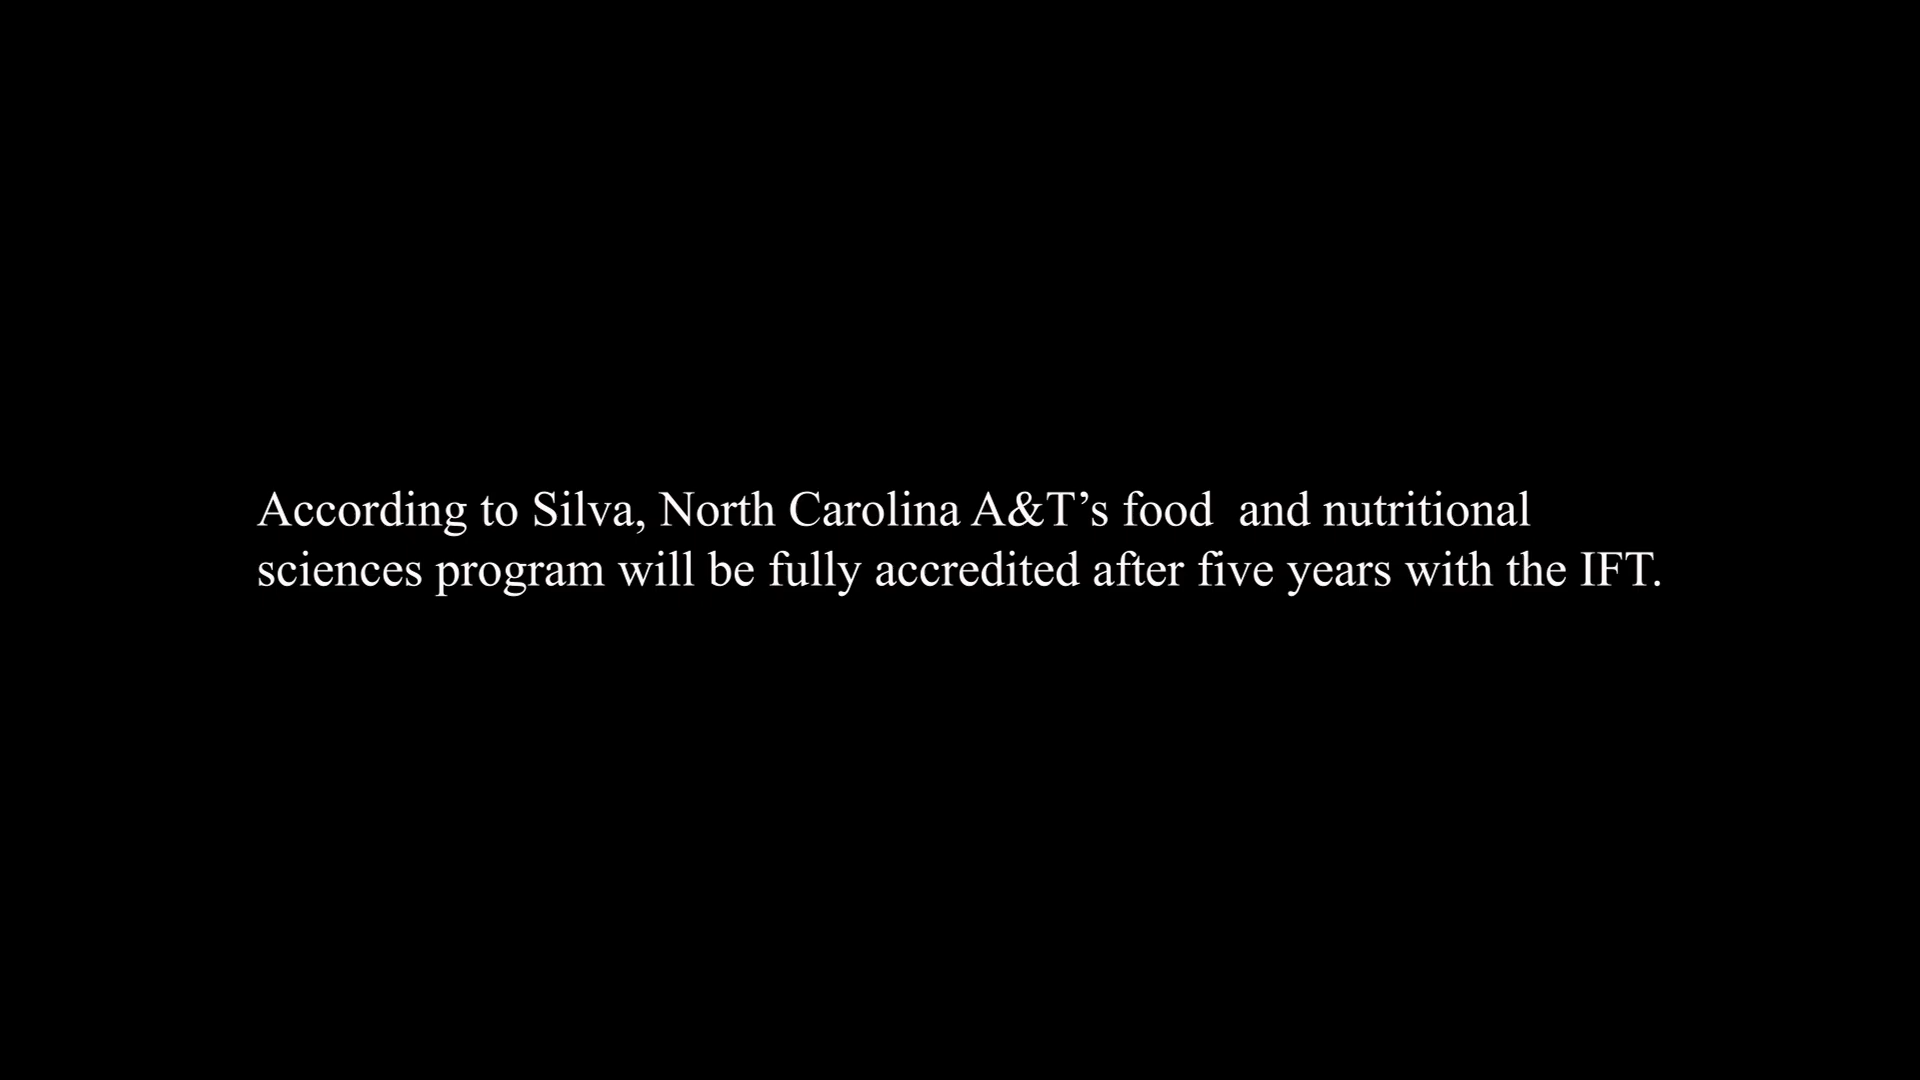 According to Silva, North Carolina A&T’s food  and nutritional
sciences program will be fully accredited after five years with the IFT.